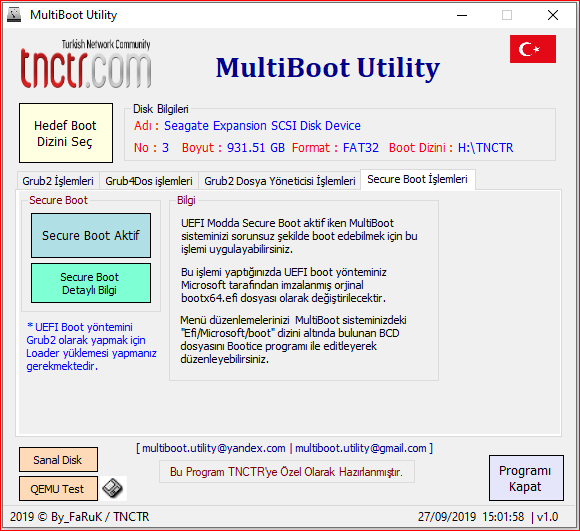 MultiBoot Utility
Turkish Network Community
tnctr.com
MultiBoot Utility
Hedef Boot
Dizini Seç
Disk Bilgileri
Adı : Seagate Expansion SCSI Disk Device
No : 3 Boyut : 931.51 GB Format : FAT32 Boot Dizini : H:\TNCTR
Grub2 İşlemleri Grub4Dos işlemleri Grub2 Dosya Yöneticisi İşlemleri Secure Boot İşlemleri
Secure Boot
Secure Boot Aktif
Secure Boot
Detaylı Bilgi
* UEFI Boot yöntemini
Grub2 olarak yapmak için
Loader yüklemesi yapmanız
gerekmektedir.
Bilgi
UEFI Modda Secure Boot aktif iken MultiBoot
sisteminizi sorunsuz şekilde boot edebilmek için bu
işlemi uygulayabilirsiniz.
Bu işlemi yaptığınızda UEFI boot yönteminiz
Microsoft tarafından imzalanmış orjinal
bootx64.efi dosyası olarak değiştirilecektir.
Menü düzenlemelerinizi MultiBoot sisteminizdeki
"Efi/Microsoft/boot" dizini altında bulunan BCD
dosyasını Bootice programı ile editleyerek
düzenleyebilirsiniz.
Sanal Disk
QEMU Test
[ multiboot.utility@yandex.com | multiboot.utility@gmail.com ]
Bu Program TNCTR'ye Özel Olarak Hazırlanmıştır.
Programı
Kapat
2019 © By_FaRuK / TNCTR 27/09/2019 15:01:58 | v1.0